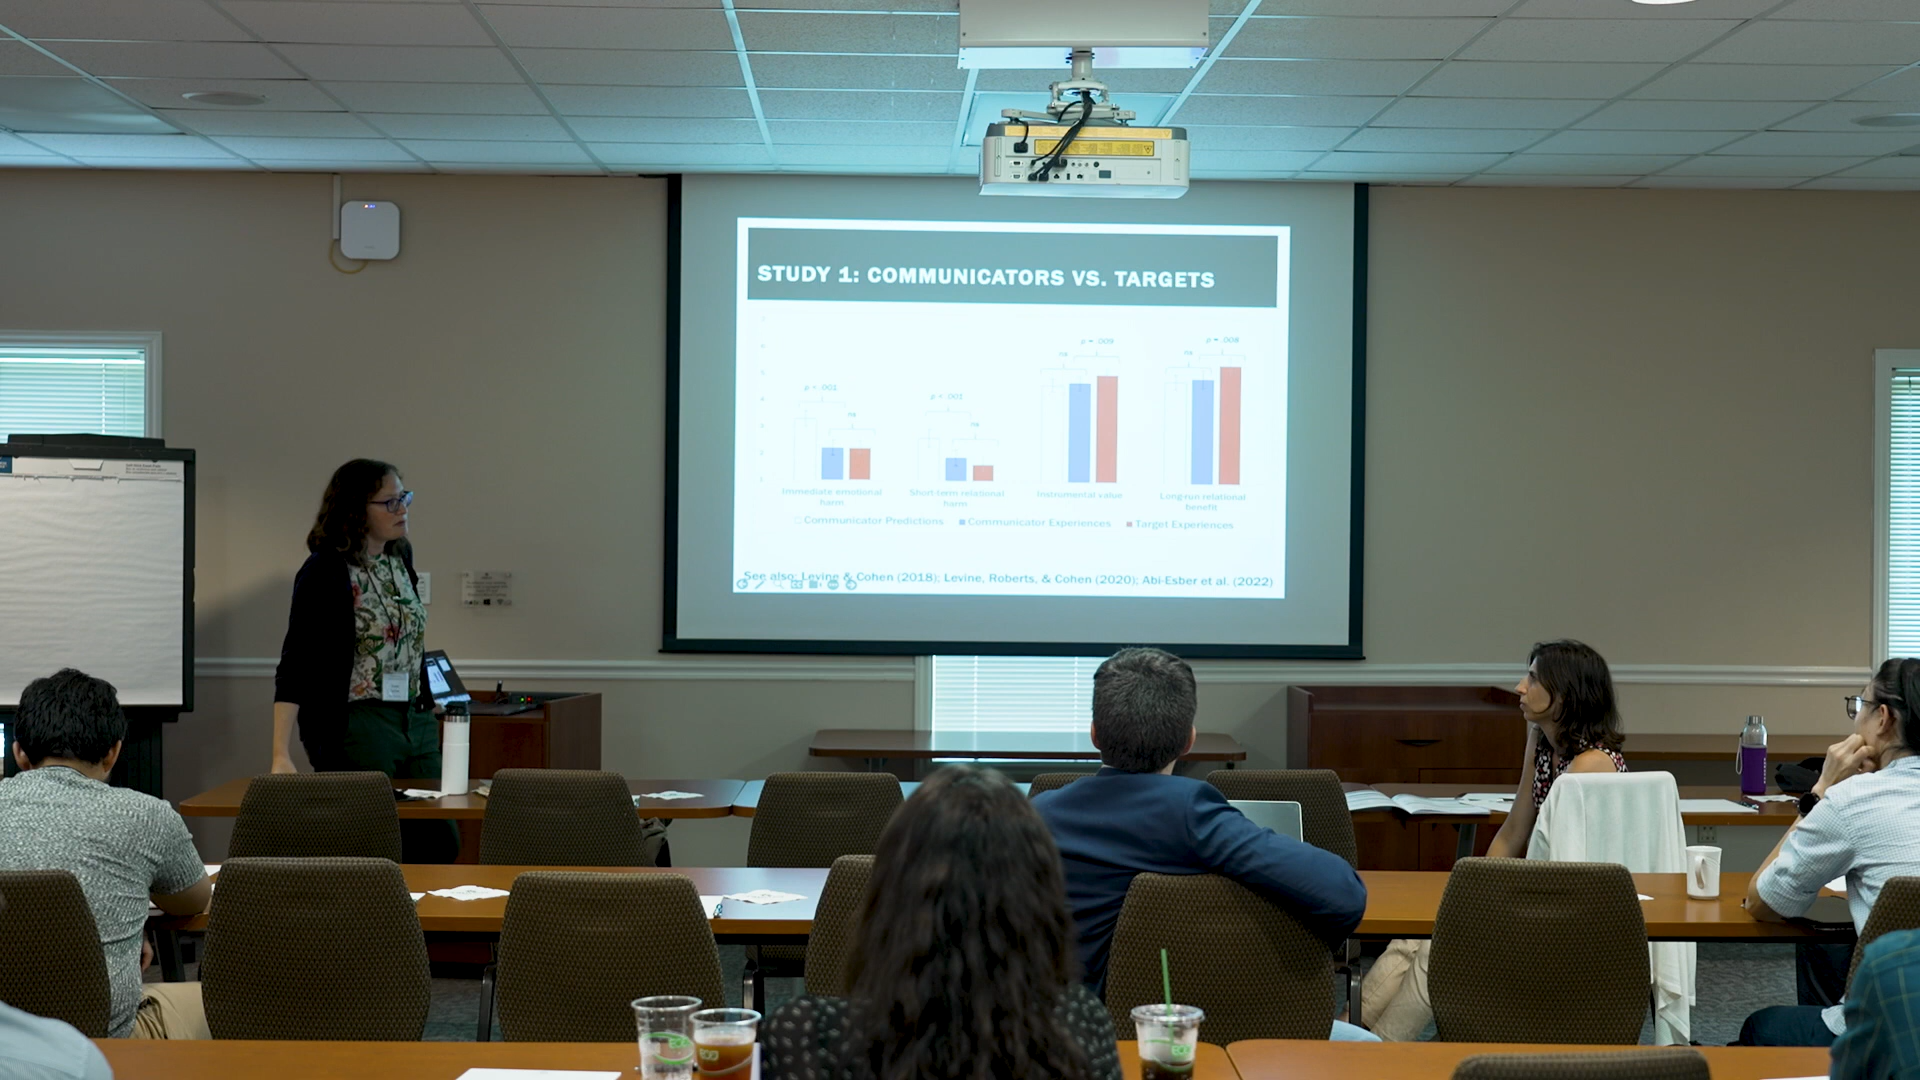 STUDY 1: COMMUNICATORS VS. TARGETS
p = .009
p = .008
ns
ns
p < .001
p < .001
ns
ns
Immediate emotional harm
Short-term relational harm
Instrumental value
Long-run relational benefit
Communicator Predictions
Communicator Experiences
Target Experiences
See also: Levine & Cohen (2018); Levine, Roberts, & Cohen (2020); Abi-Esber et al. (2022)
ECO
ECO